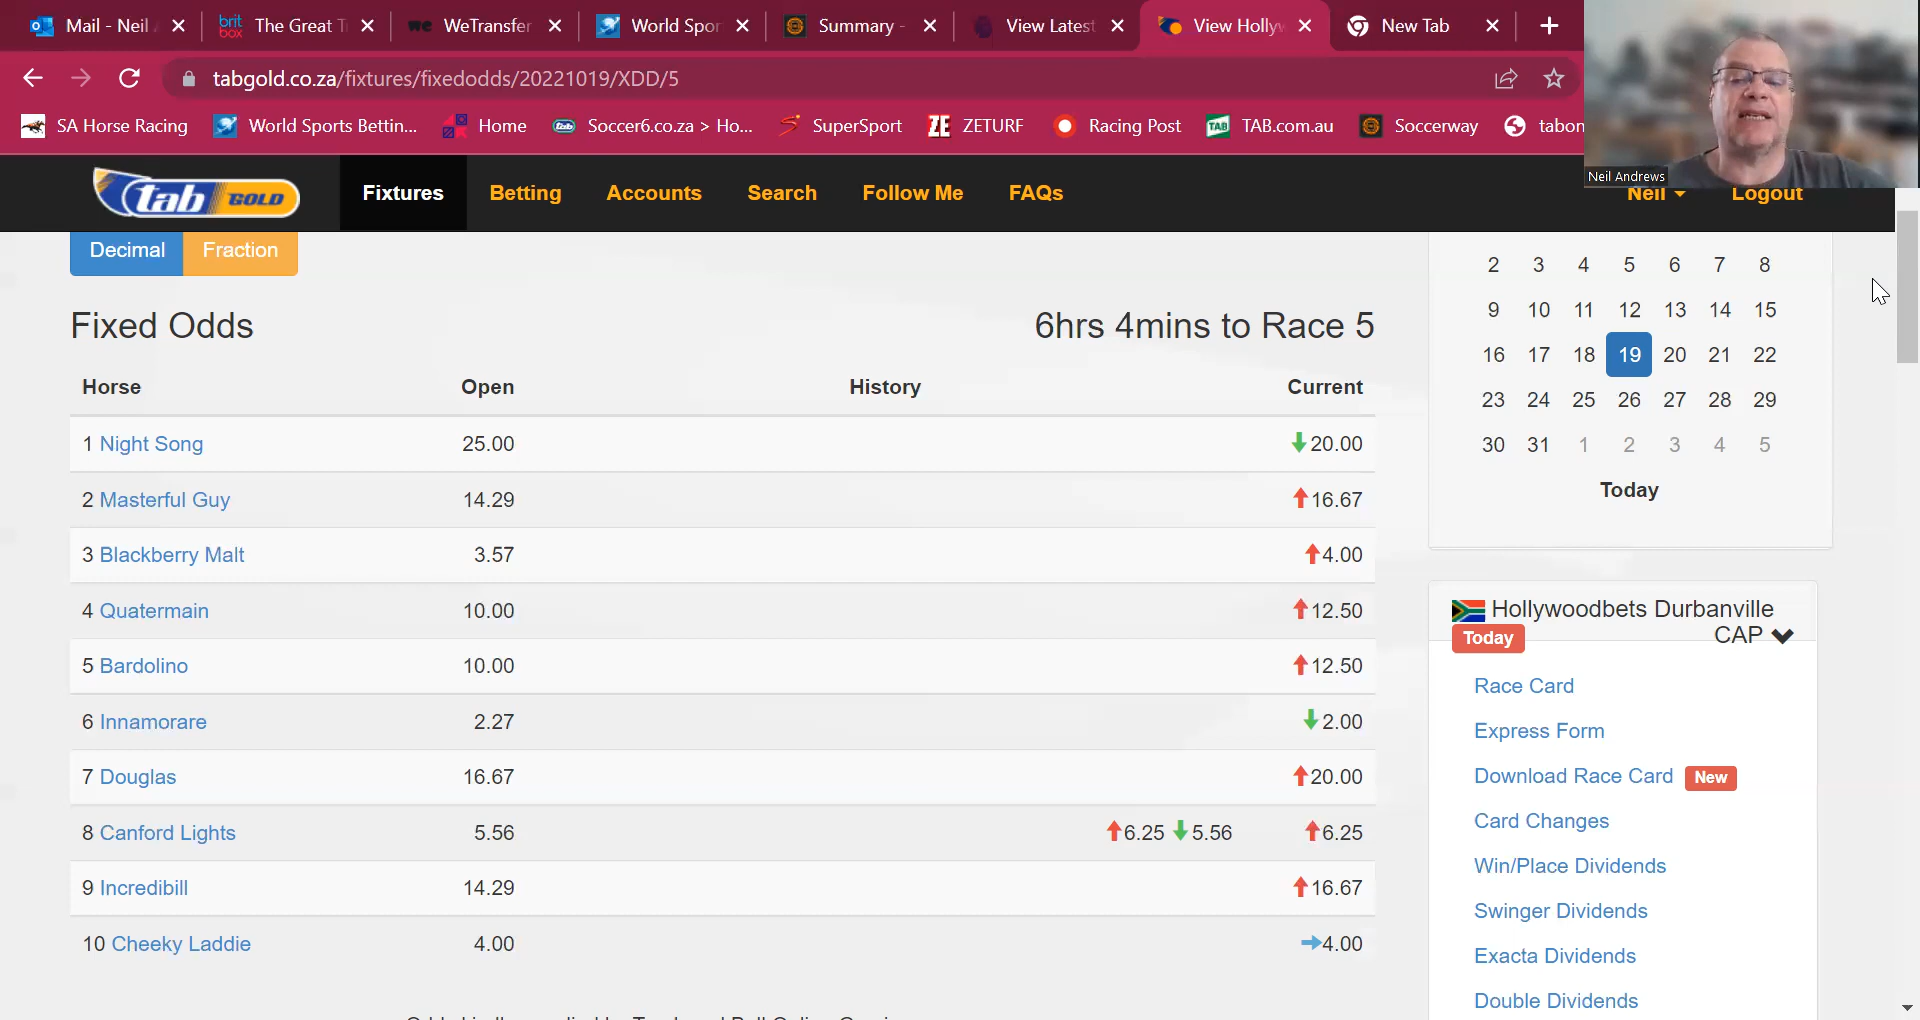 Mail - Neil
brit box
The Great T
we
WeTransfer
World Spor
Summary -
View Latest
View Holly
New Tab
tabgold.co.za/fixtures/fixedodds/20221019/XDD/5
SA Horse Racing
World Sports Bettin...
Home
tab
Soccer6.co.za > Ho...
SuperSport
ZE
ZETURF
Racing Post
TAB
TAB.com.au
Soccerway
tabon
Neil Andrews
tab GOLD
Fixtures
Betting
Accounts
Search
Follow Me
FAQs
Neil
Logout
Decimal
Fraction
Fixed Odds
6hrs 4mins to Race 5
Horse Open History Current
1 Night Song 25.00 20.00
2 Masterful Guy 14.29 16.67
3 Blackberry Malt 3.57 4.00
4 Quatermain 10.00 12.50
5 Bardolino 10.00 12.50
6 Innamorare 2.27 2.00
7 Douglas 16.67 20.00
8 Canford Lights 5.56 6.25 5.56 6.25
9 Incredibill 14.29 16.67
10 Cheeky Laddie 4.00 4.00
2 3 4 5 6 7 8
9 10 11 12 13 14 15
16 17 18 19 20 21 22
23 24 25 26 27 28 29
30 31 1 2 3 4 5
Today
Hollywoodbets Durbanville
Today
CAP
Race Card
Express Form
Download Race Card New
Card Changes
Win/Place Dividends
Swinger Dividends
Exacta Dividends
Double Dividends